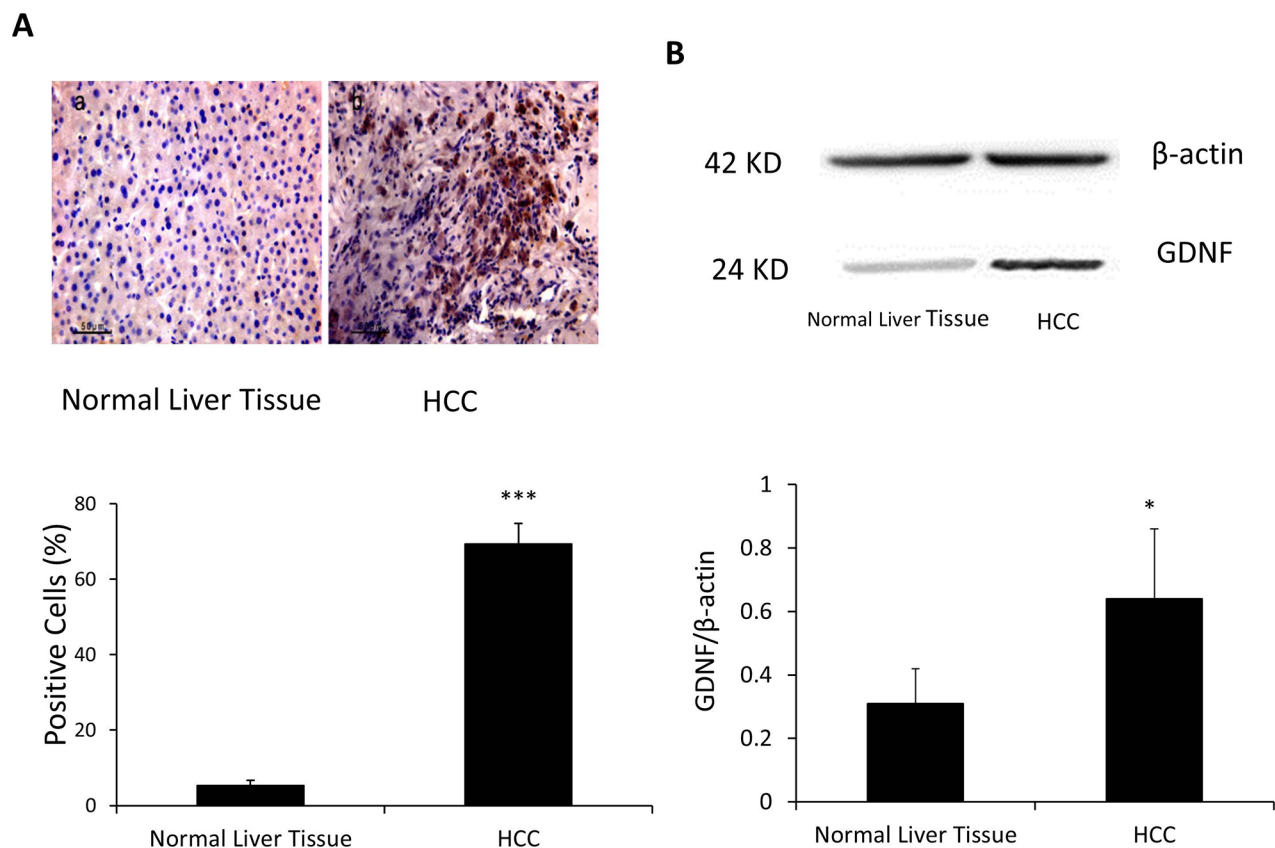 A
B
a
b
50μm
42 KD
β-actin
24 KD
GDNF
Normal Liver Tissue
HCC
Normal Liver Tissue
HCC
Positive Cells (%)
80
60
40
20
0
***
Normal Liver Tissue
HCC
GDNF/β-actin
1
0.8
0.6
0.4
0.2
0
*
Normal Liver Tissue
HCC